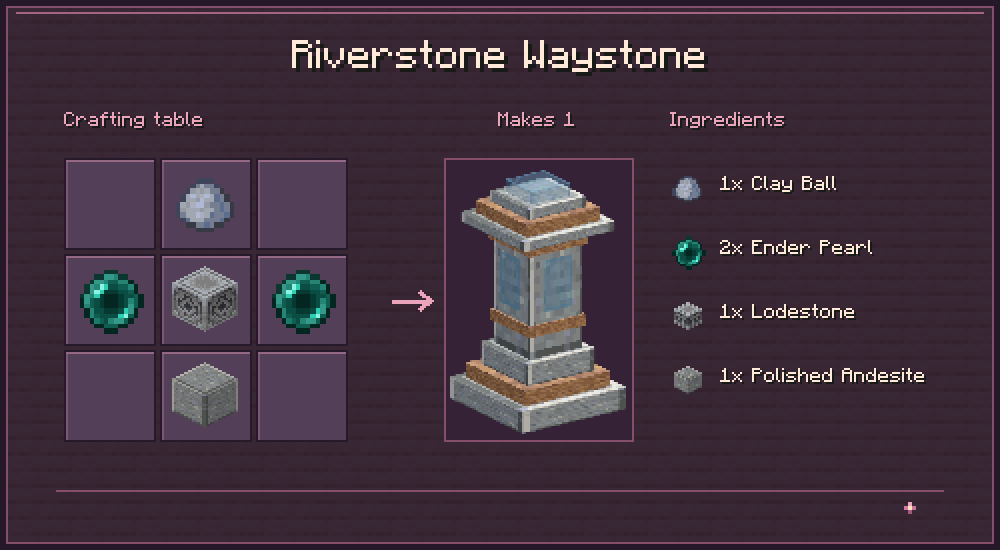 Riverstone Waystone
Crafting table
Makes 1
Ingredients
1x Clay Ball
2x Ender Pearl
1x Lodestone
1x Polished Andesite